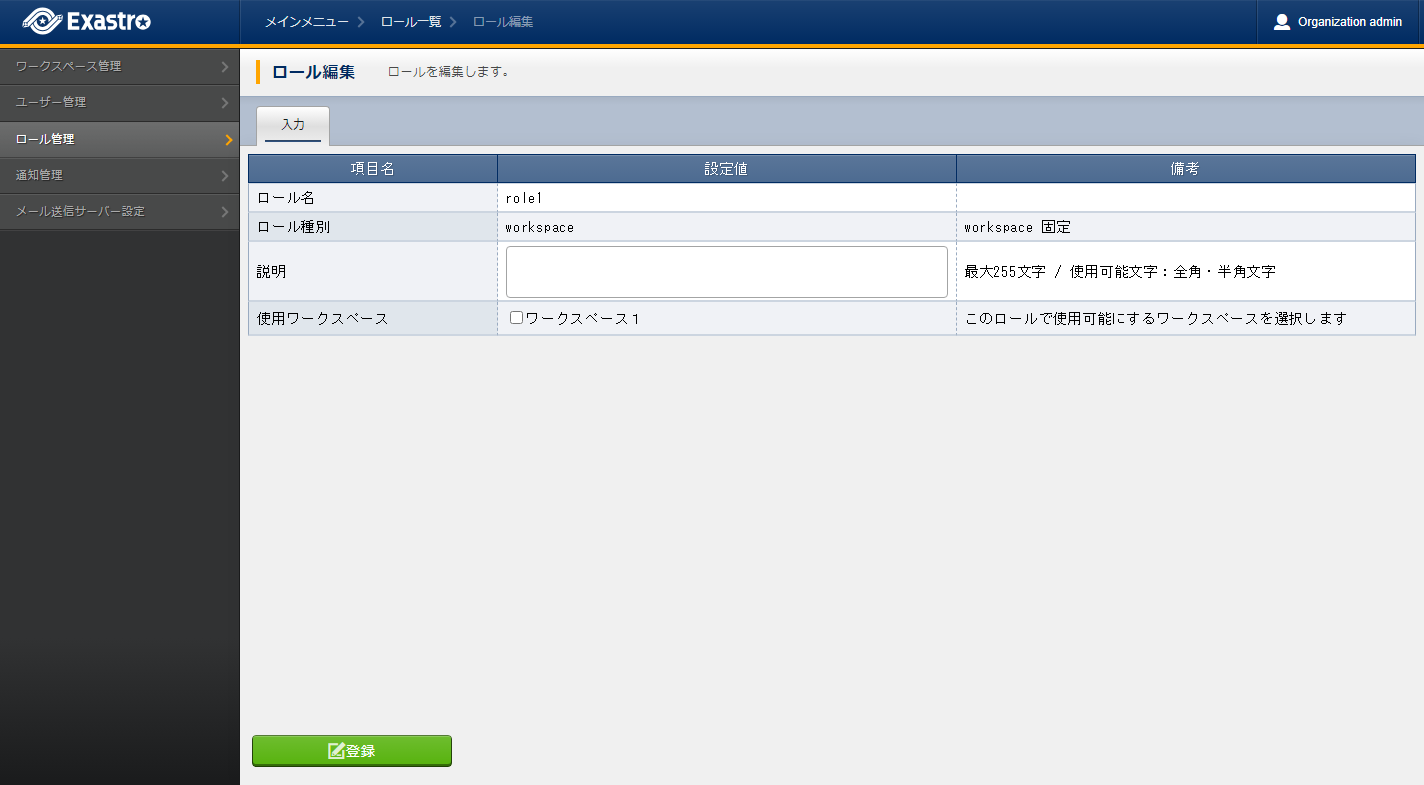 Exastro
メインメニュー ロール一覧 ロール編集
Organization admin
ワークスペース管理
ユーザー管理
ロール管理
通知管理
メール送信サーバー設定
ロール編集 ロールを編集します。
入力
項目名 設定値 備考
ロール名 role1
ロール種別 workspace workspace 固定
説明 最大255文字 / 使用可能文字：全角・半角文字
使用ワークスペース ワークスペース１ このロールで使用可能にするワークスペースを選択します
登録